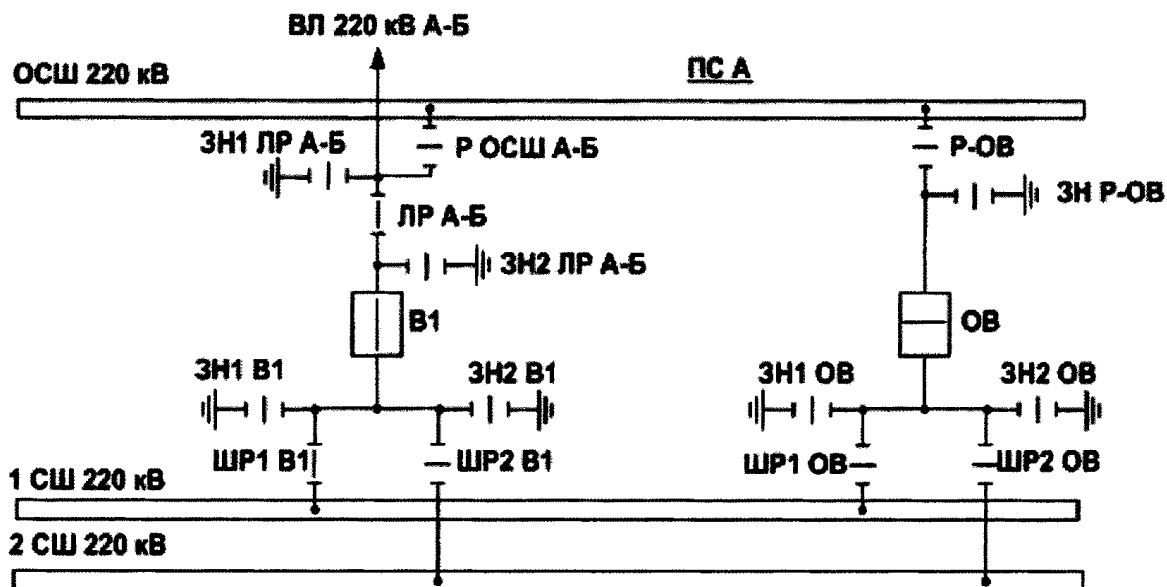 ВЛ 220 кВ А-Б
ОСШ 220 кВ
ПС А
ЗН1 ЛР А-Б
Р ОСШ А-Б
Р-ОВ
ЗН Р-ОВ
ЛР А-Б
ЗН2 ЛР А-Б
В1
ОВ
ЗН1 В1
ЗН2 В1
ЗН1 ОВ
ЗН2 ОВ
ШР1 В1
ШР2 В1
ШР1 ОВ
ШР2 ОВ
1 СШ 220 кВ
2 СШ 220 кВ